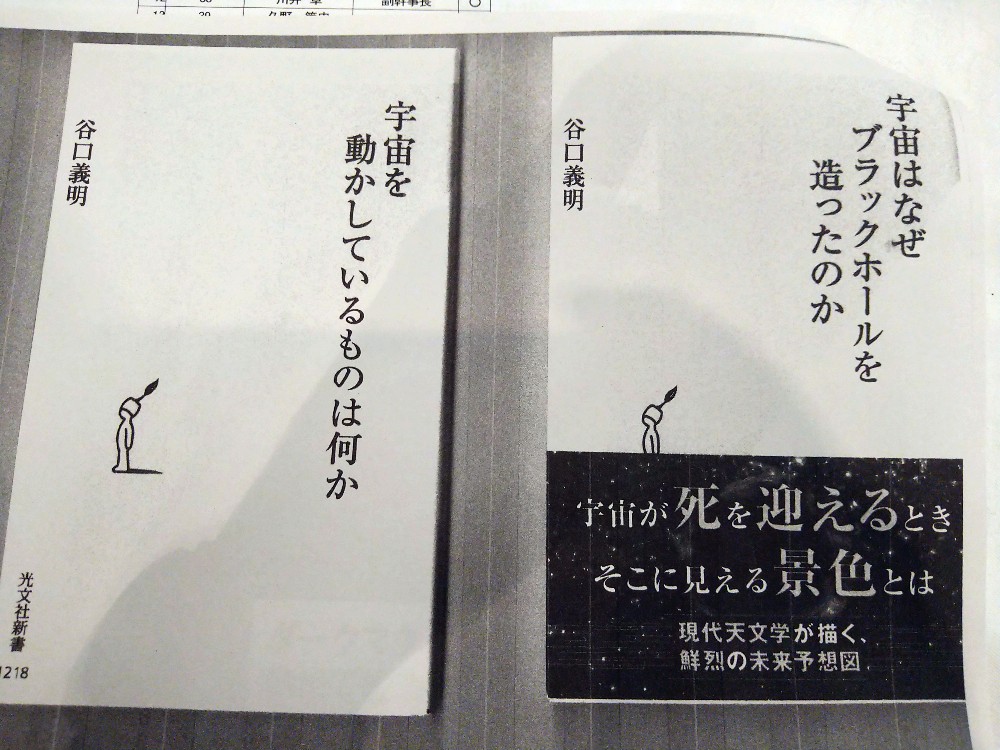 副幹事長
宇宙を
動かしているものは何か
谷口義明
光文社新書
1218
宇宙はなぜ
ブラックホールを
造ったのか
谷口義明
宇宙が死を迎えるとき
そこに見える景色とは
現代天文学が描く、
鮮烈の未来予想図